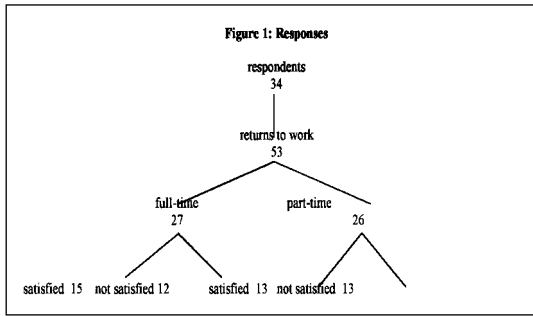 Figure 1: Responses
respondents
34
returns to work
53
full-time part-time
27 26
satisfied 15 not satisfied 12 satisfied 13 not satisfied 13